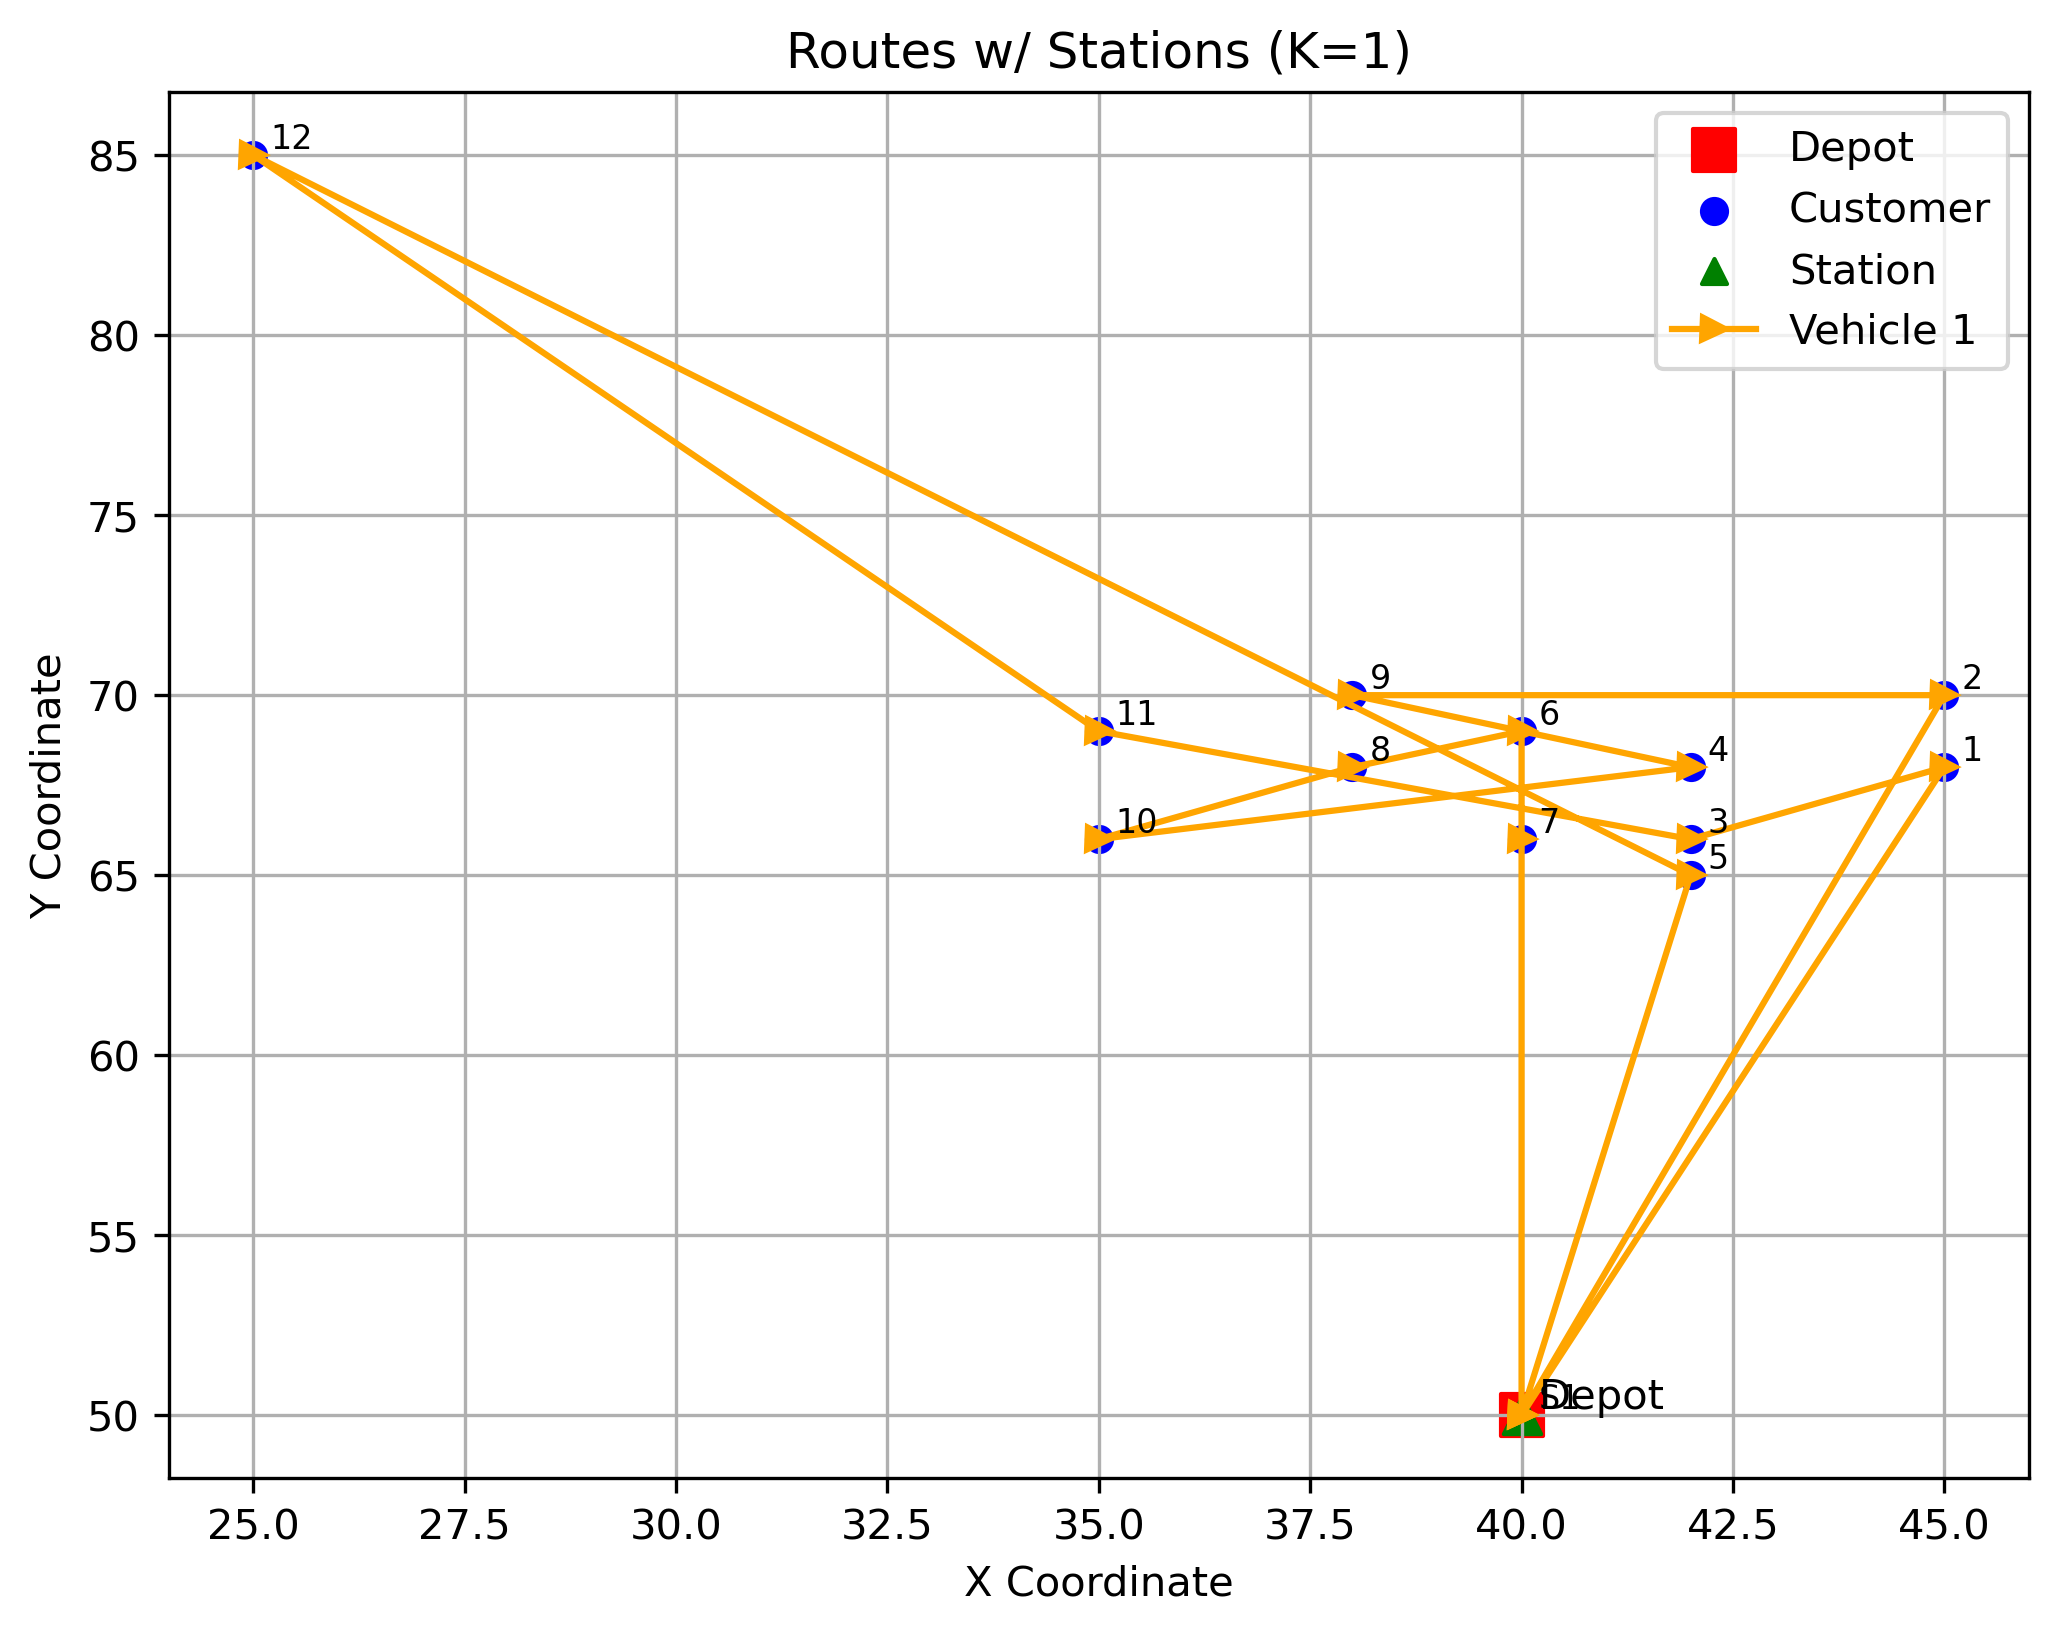 Routes w/ Stations (K=1)
Depot
Customer
Station
Vehicle 1
85
80
75
70
65
60
55
50
Y Coordinate
12
9
2
11
6
8
4
1
10
7
3
5
Depot
S1
25.0 27.5 30.0 32.5 35.0 37.5 40.0 42.5 45.0
X Coordinate